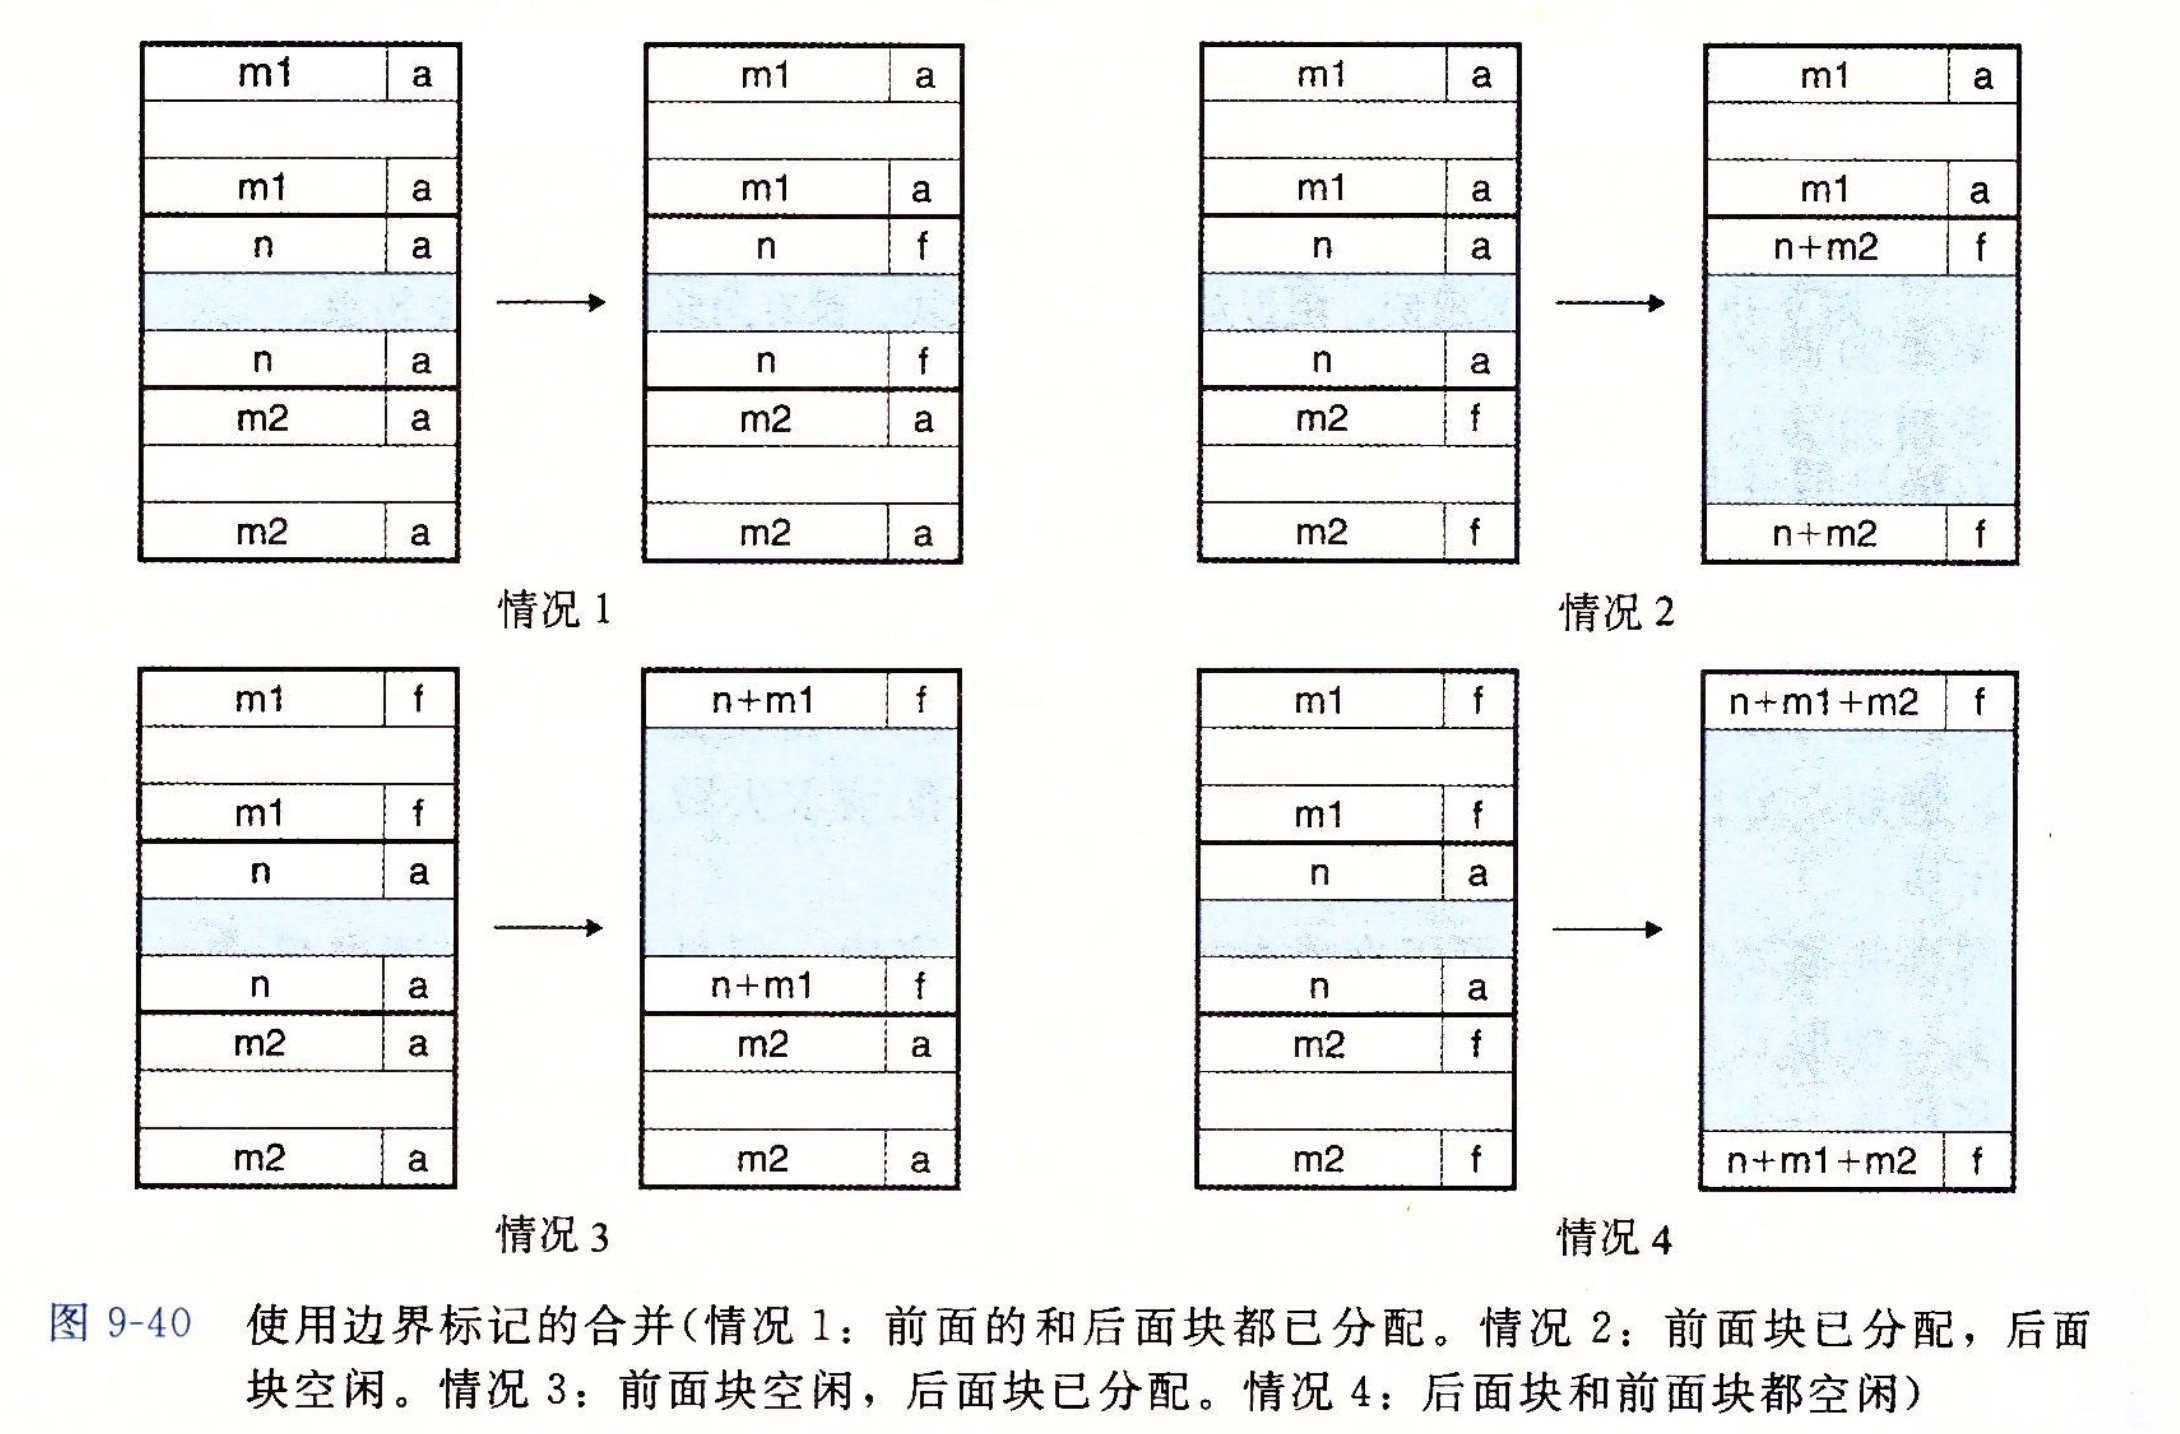 m1 a m1 a m1 a m1 a
m1 a m1 a m1 a m1 a
n a n f n a n+m2 f
n a n f n a
m2 a m2 a m2 f
m2 a m2 a m2 f n+m2 f
情况 1 情况 2
m1 f n+m1 f m1 f n+m1+m2 f
m1 f m1 f
n a n a
n a n+m1 f n a
m2 a m2 a m2 f
m2 a m2 a m2 f n+m1+m2 f
情况 3 情况 4
图 9-40 使用边界标记的合并(情况 1：前面的和后面块都已分配。情况 2：前面块已分配，后面
块空闲。情况 3：前面块空闲，后面块已分配。情况 4：后面块和前面块都空闲)